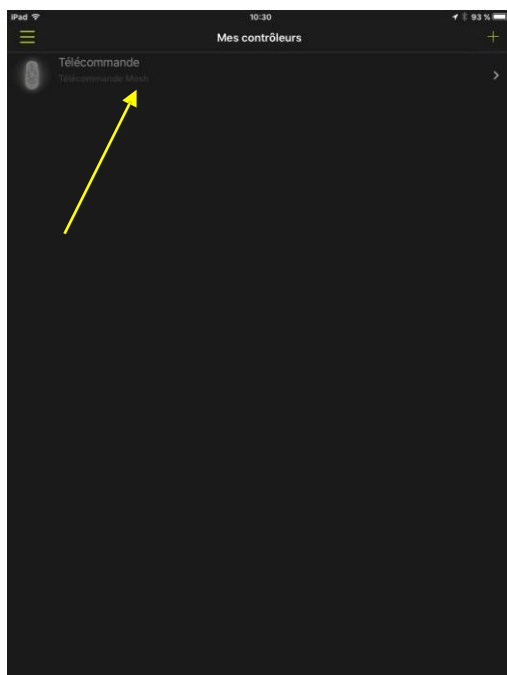 iPad 10:30 93 %
Mes contrôleurs
Télécommande
Télécommande Mesh